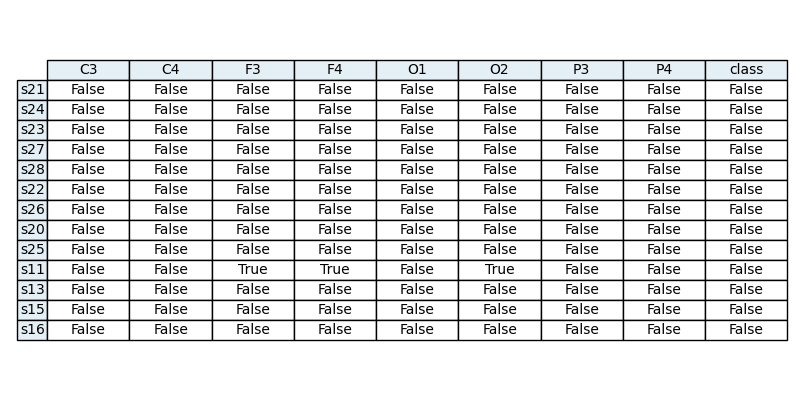 C3 C4 F3 F4 O1 O2 P3 P4 class
s21 False False False False False False False False False
s24 False False False False False False False False False
s23 False False False False False False False False False
s27 False False False False False False False False False
s28 False False False False False False False False False
s22 False False False False False False False False False
s26 False False False False False False False False False
s20 False False False False False False False False False
s25 False False False False False False False False False
s11 False False True True False True False False False
s13 False False False False False False False False False
s15 False False False False False False False False False
s16 False False False False False False False False False